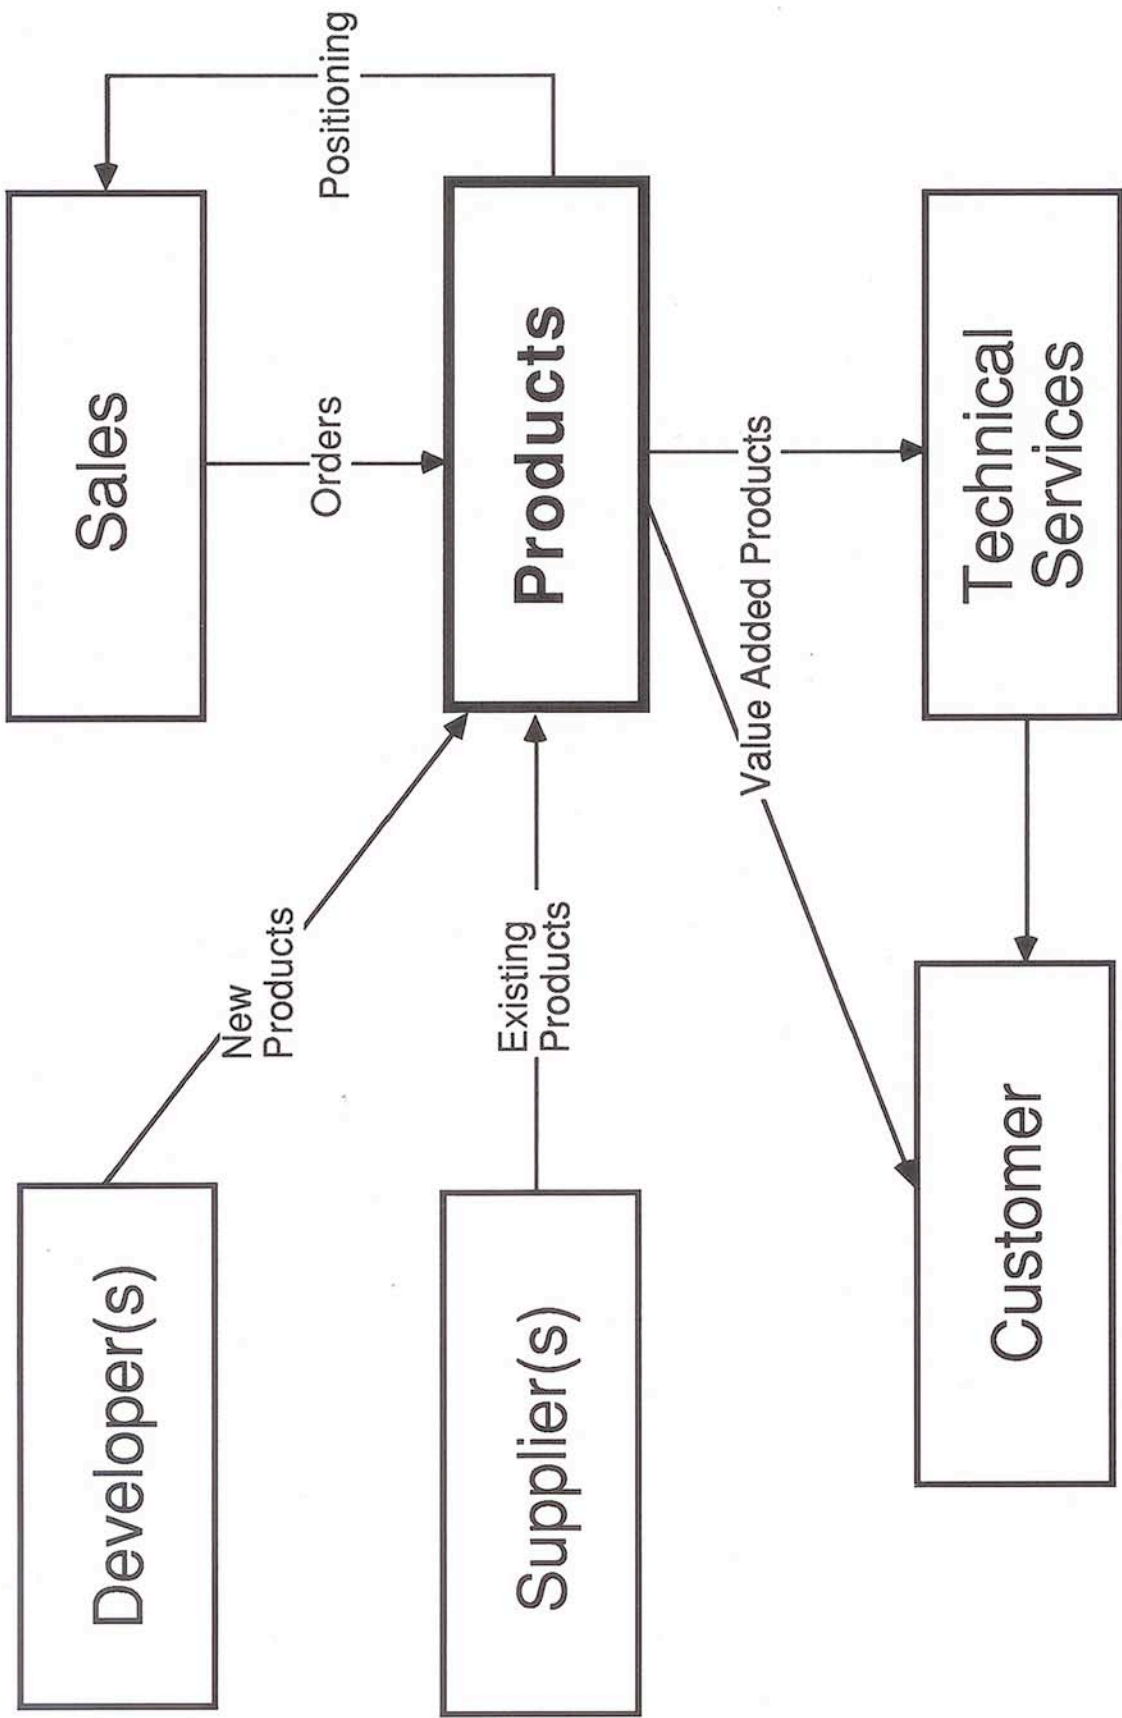 Developer(s)
New
Products
Sales
Positioning
Orders
Supplier(s)
Existing
Products
Products
Value Added Products
Customer
Technical
Services